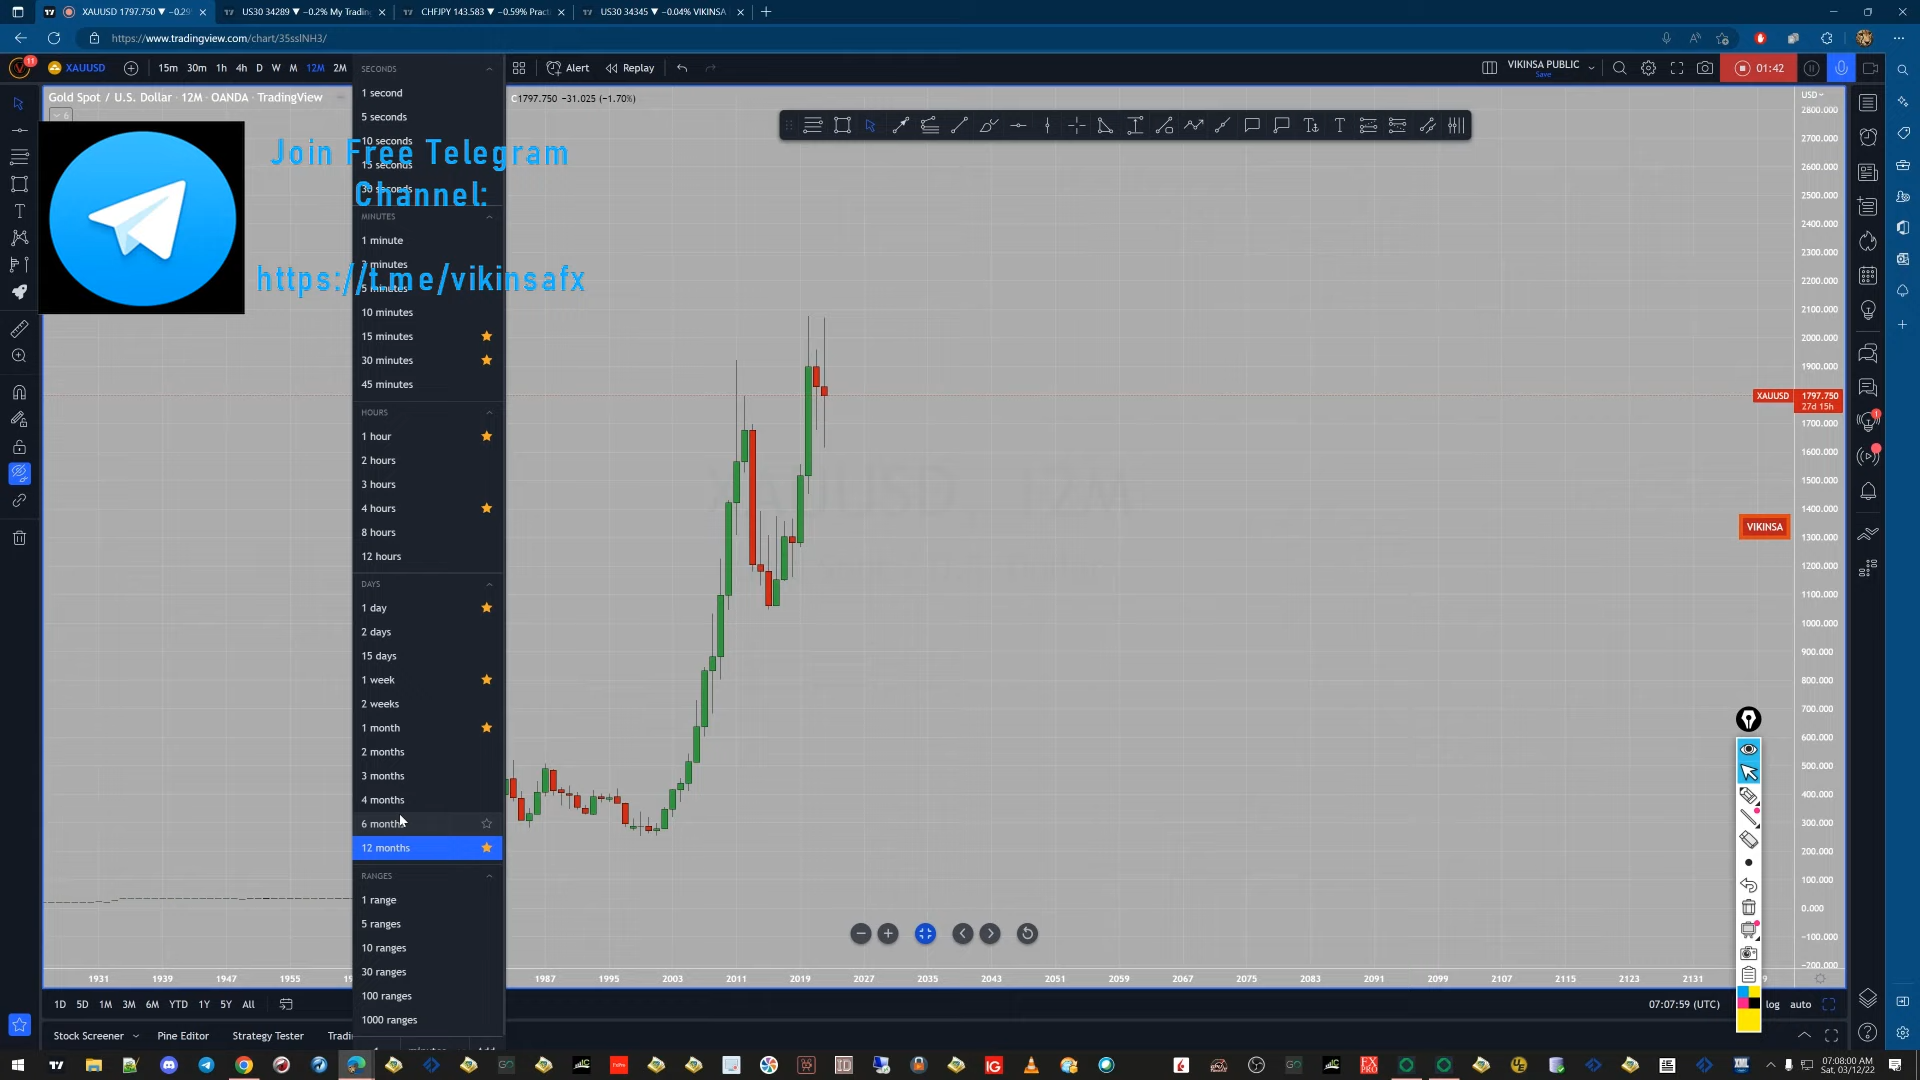 XAUUSD 1797.750 ▼ −0.29
US30 34289 ▼ −0.2% My Trading
CHFJPY 143.583 ▼ −0.59% Pract
US30 34345 ▼ −0.04% VIKINSA
https://www.tradingview.com/chart/35sslNH3/
11
XAUUSD
15m 30m 1h 4h D W M 12M 2M
Alert
Replay
VIKINSA PUBLIC
Save
01:42
Gold Spot / U.S. Dollar · 12M · OANDA · TradingView
C1797.750 −31.025 (−1.70%)
6
Join Free Telegram
Channel:
https://t.me/vikinsafx
SECONDS
1 second
5 seconds
10 seconds
15 seconds
30 seconds
MINUTES
1 minute
5 minutes
10 minutes
15 minutes
30 minutes
45 minutes
HOURS
1 hour
2 hours
3 hours
4 hours
8 hours
12 hours
DAYS
1 day
2 days
15 days
1 week
2 weeks
1 month
2 months
3 months
4 months
6 months
12 months
RANGES
1 range
5 ranges
10 ranges
30 ranges
100 ranges
1000 ranges
XAUUSD, 12M
USD
2800.000
2700.000
2600.000
2500.000
2400.000
2300.000
2200.000
2100.000
2000.000
1900.000
XAUUSD 1797.750
27d 15h
1700.000
1600.000
1500.000
1400.000
VIKINSA
1300.000
1200.000
1100.000
1000.000
900.000
800.000
700.000
600.000
500.000
400.000
300.000
200.000
100.000
0.000
−100.000
−200.000
1931 1939 1947 1955 1987 1995 2003 2011 2019 2027 2035 2043 2051 2059 2067 2075 2083 2091 2099 2107 2115 2123 2131
1D 5D 1M 3M 6M YTD 1Y 5Y All
07:07:59 (UTC)
log
auto
Stock Screener
Pine Editor
Strategy Tester
minutes
Add
07:08:00 AM
Sat, 03/12/22